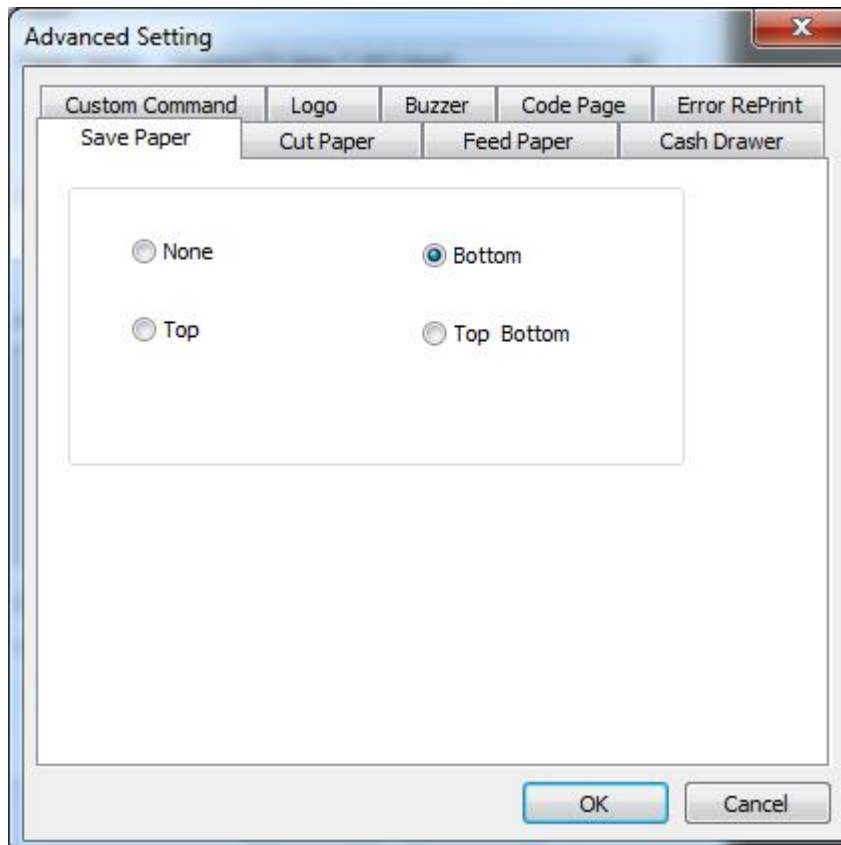 Advanced Setting
Custom Command Logo Buzzer Code Page Error RePrint
Save Paper Cut Paper Feed Paper Cash Drawer
None Bottom
Top Top Bottom
OK Cancel